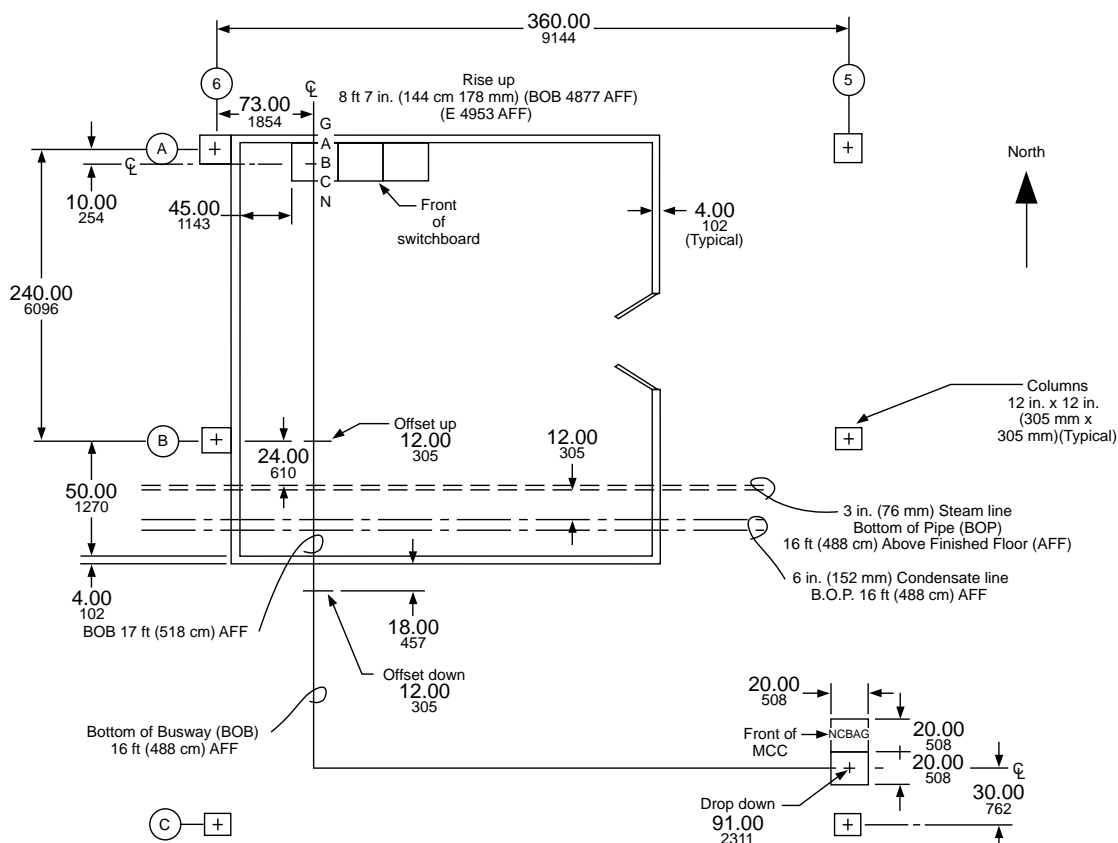 360.00
9144
6
5
℄
Rise up
8 ft 7 in. (144 cm 178 mm) (BOB 4877 AFF)
(E 4953 AFF)
73.00
1854
G
A
B
C
N
A
℄
10.00
254
45.00
1143
Front
of
switchboard
4.00
102
(Typical)
North
240.00
6096
Columns
12 in. x 12 in.
(305 mm x
305 mm)(Typical)
B
Offset up
12.00
305
24.00
610
12.00
305
50.00
1270
3 in. (76 mm) Steam line
Bottom of Pipe (BOP)
16 ft (488 cm) Above Finished Floor (AFF)
6 in. (152 mm) Condensate line
B.O.P. 16 ft (488 cm) AFF
4.00
102
BOB 17 ft (518 cm) AFF
18.00
457
Offset down
12.00
305
Bottom of Busway (BOB)
16 ft (488 cm) AFF
20.00
508
Front of
MCC
NCBAG
20.00
508
20.00
508
℄
30.00
762
Drop down
91.00
2311
C